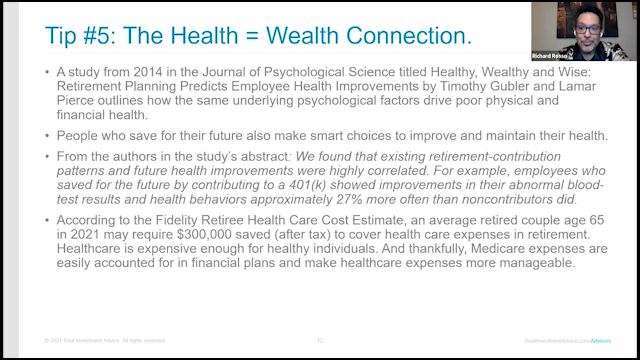 Tip #5: The Health = Wealth Connection.
Richard Rosso
• A study from 2014 in the Journal of Psychological Science titled Healthy, Wealthy and Wise:
Retirement Planning Predicts Employee Health Improvements by Timothy Gubler and Lamar
Pierce outlines how the same underlying psychological factors drive poor physical and
financial health.
• People who save for their future also make smart choices to improve and maintain their health.
• From the authors in the study's abstract: We found that existing retirement-contribution
patterns and future health improvements were highly correlated. For example, employees who
saved for the future by contributing to a 401(k) showed improvements in their abnormal blood-
test results and health behaviors approximately 27% more often than noncontributors did.
• According to the Fidelity Retiree Health Care Cost Estimate, an average retired couple age 65
in 2021 may require $300,000 saved (after tax) to cover health care expenses in retirement.
Healthcare is expensive enough for healthy individuals. And thankfully, Medicare expenses are
easily accounted for in financial plans and make healthcare expenses more manageable.
© 2021 Real Investment Advice. All rights reserved.
12
RealInvestmentAdvice.com/Advisors